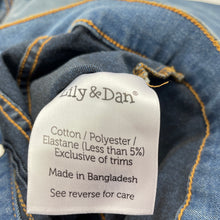 Lily & Dan®
Cotton / Polyester /
Elastane (Less than 5%)
Exclusive of trims
Made in Bangladesh
See reverse for care